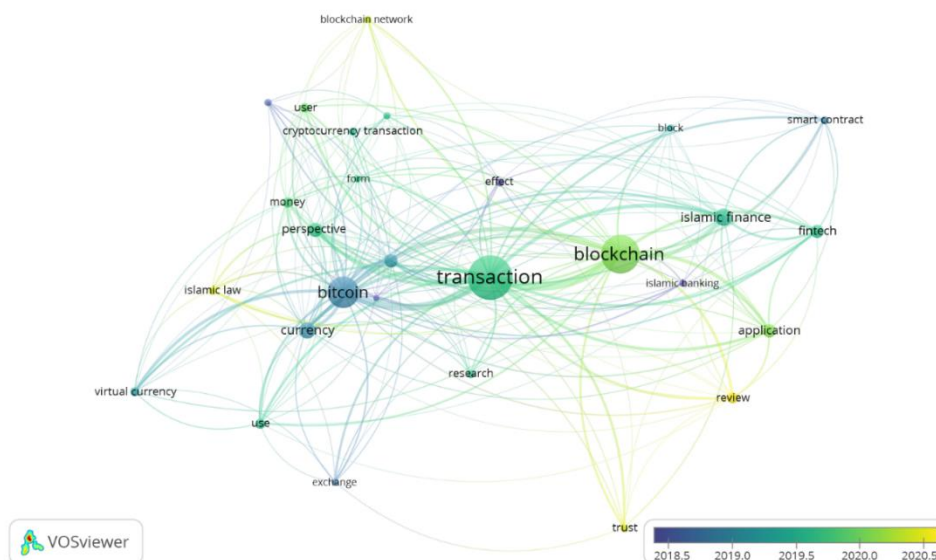 blockchain network
user
cryptocurrency transaction
block
smart contract
form
effect
money
perspective
islamic finance
fintech
blockchain
transaction
islamic banking
bitcoin
islamic law
currency
application
research
virtual currency
review
use
exchange
trust
VOSviewer
2018.5 2019.0 2019.5 2020.0 2020.5